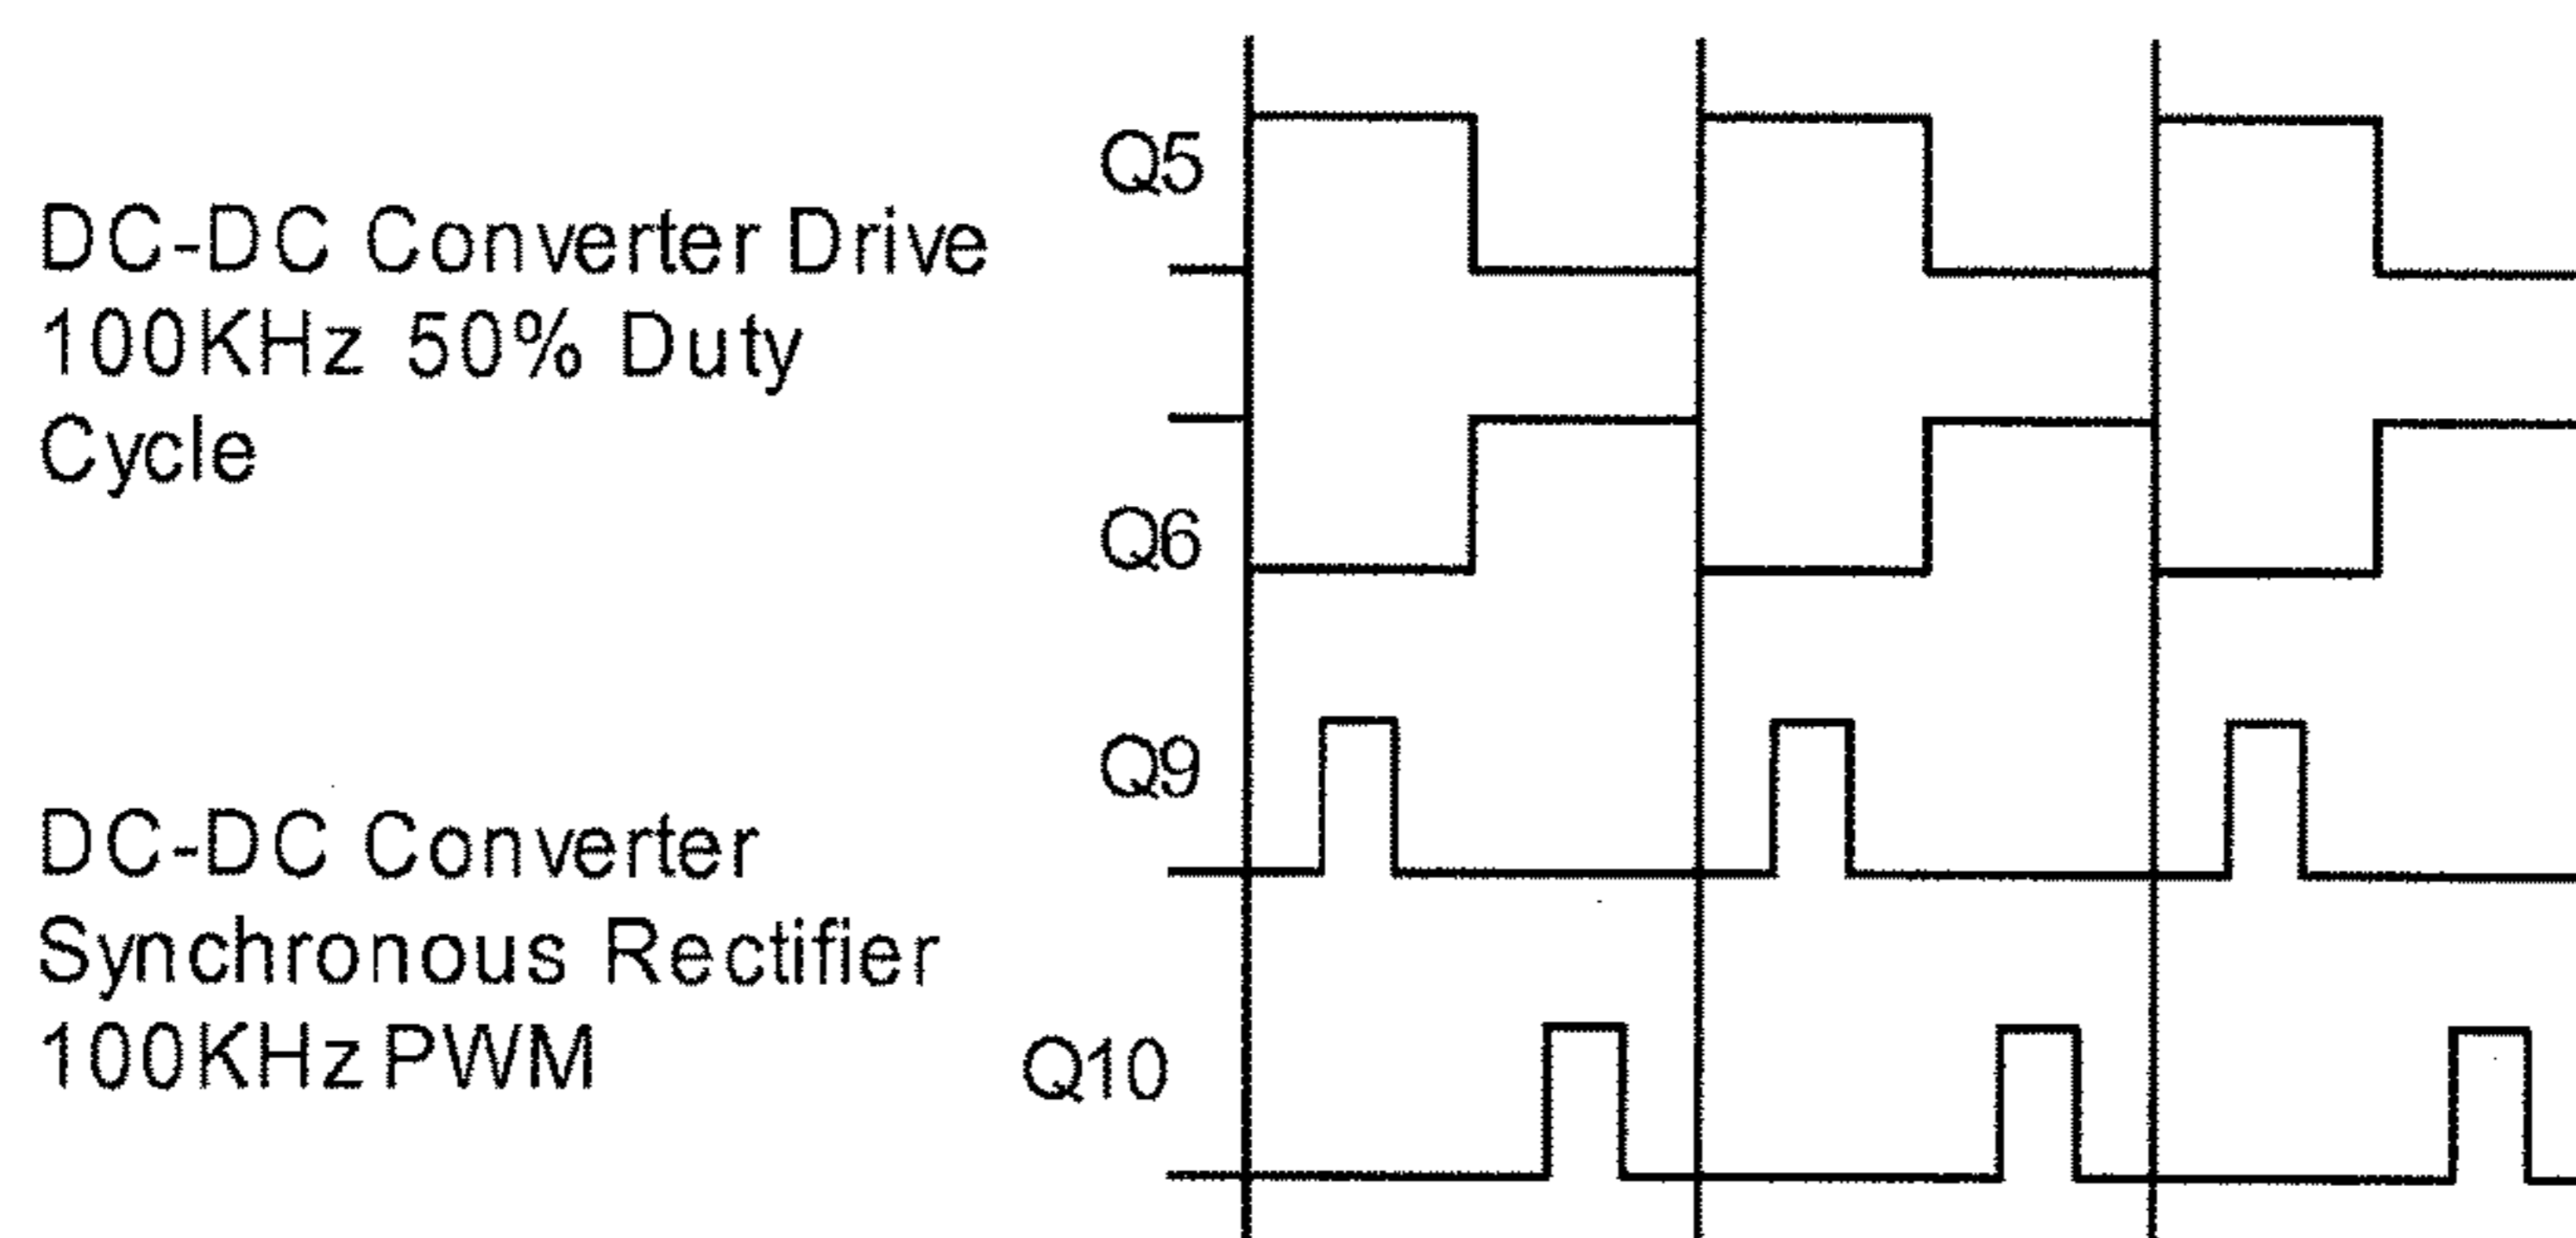 DC-DC Converter Drive
100KHz 50% Duty
Cycle
Q5
Q6
DC-DC Converter
Synchronous Rectifier
100KHz PWM
Q9
Q10